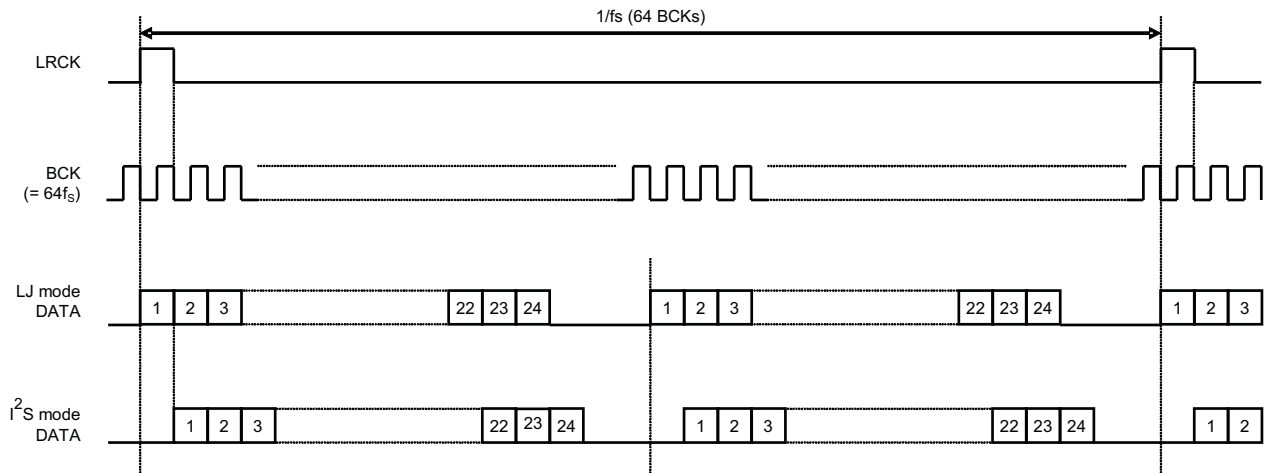 1/fs (64 BCKs)
LRCK
BCK
(= 64fS)
LJ mode
DATA
1 2 3 22 23 24 1 2 3 22 23 24 1 2 3
I2S mode
DATA
1 2 3 22 23 24 1 2 3 22 23 24 1 2